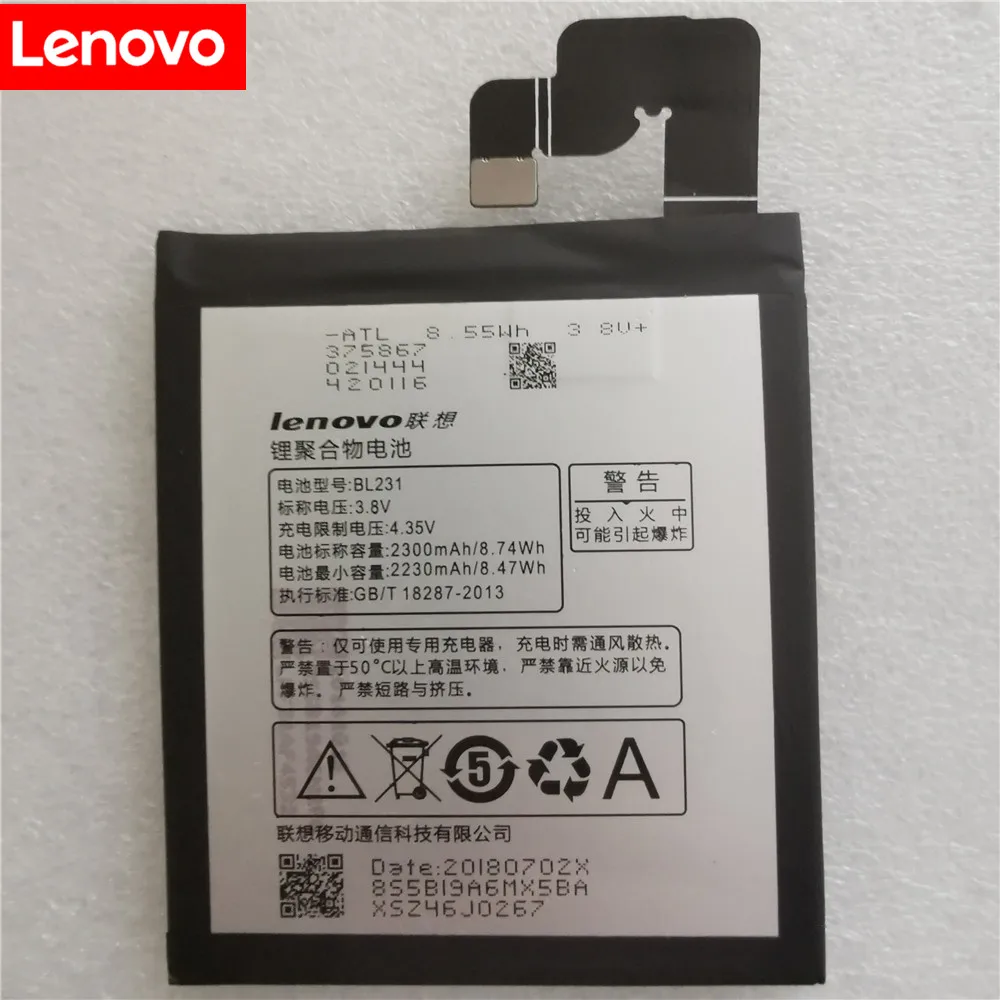 Lenovo
-ATL 8.55Wh 3.8V+
375867
021444
420116
lenovo联想
锂聚合物电池
电池型号:BL231
标称电压:3.8V
充电限制电压:4.35V
电池标称容量:2300mAh/8.74Wh
电池最小容量:2230mAh/8.47Wh
执行标准:GB/T 18287-2013
警告
投入火中
可能引起爆炸
警告：仅可使用专用充电器，充电时需通风散热。
严禁置于50°C以上高温环境，严禁靠近火源以免
爆炸。严禁短路与挤压。
5 A
联想移动通信科技有限公司
Date:20180702X
8S5B19A6MX5BA
XSZ46J0267